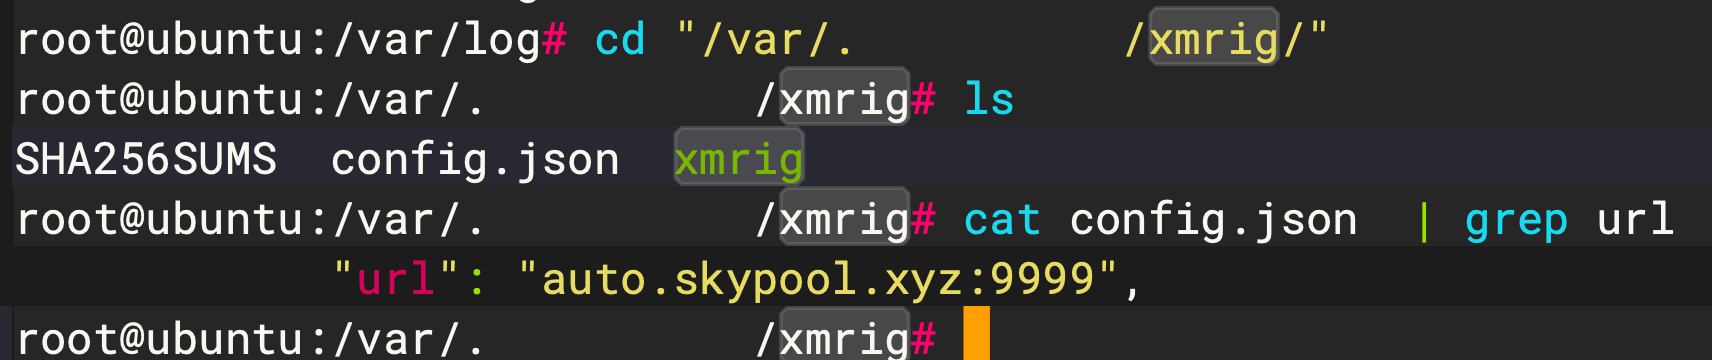 root@ubuntu:/var/log# cd "/var/.          /xmrig/"
root@ubuntu:/var/.          /xmrig# ls
SHA256SUMS  config.json  xmrig
root@ubuntu:/var/.          /xmrig# cat config.json  | grep url
            "url": "auto.skypool.xyz:9999",
root@ubuntu:/var/.          /xmrig#